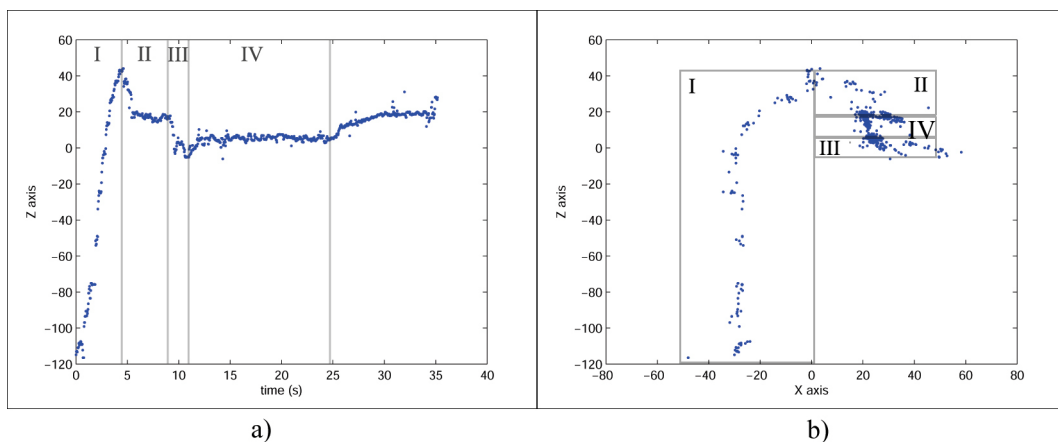 60
40
20
0
−20
−40
−60
−80
−100
−120
Z axis
I II III IV
0 5 10 15 20 25 30 35 40
time (s)
a)
60
40
20
0
−20
−40
−60
−80
−100
−120
Z axis
I
II
IV
III
−80 −60 −40 −20 0 20 40 60 80
X axis
b)